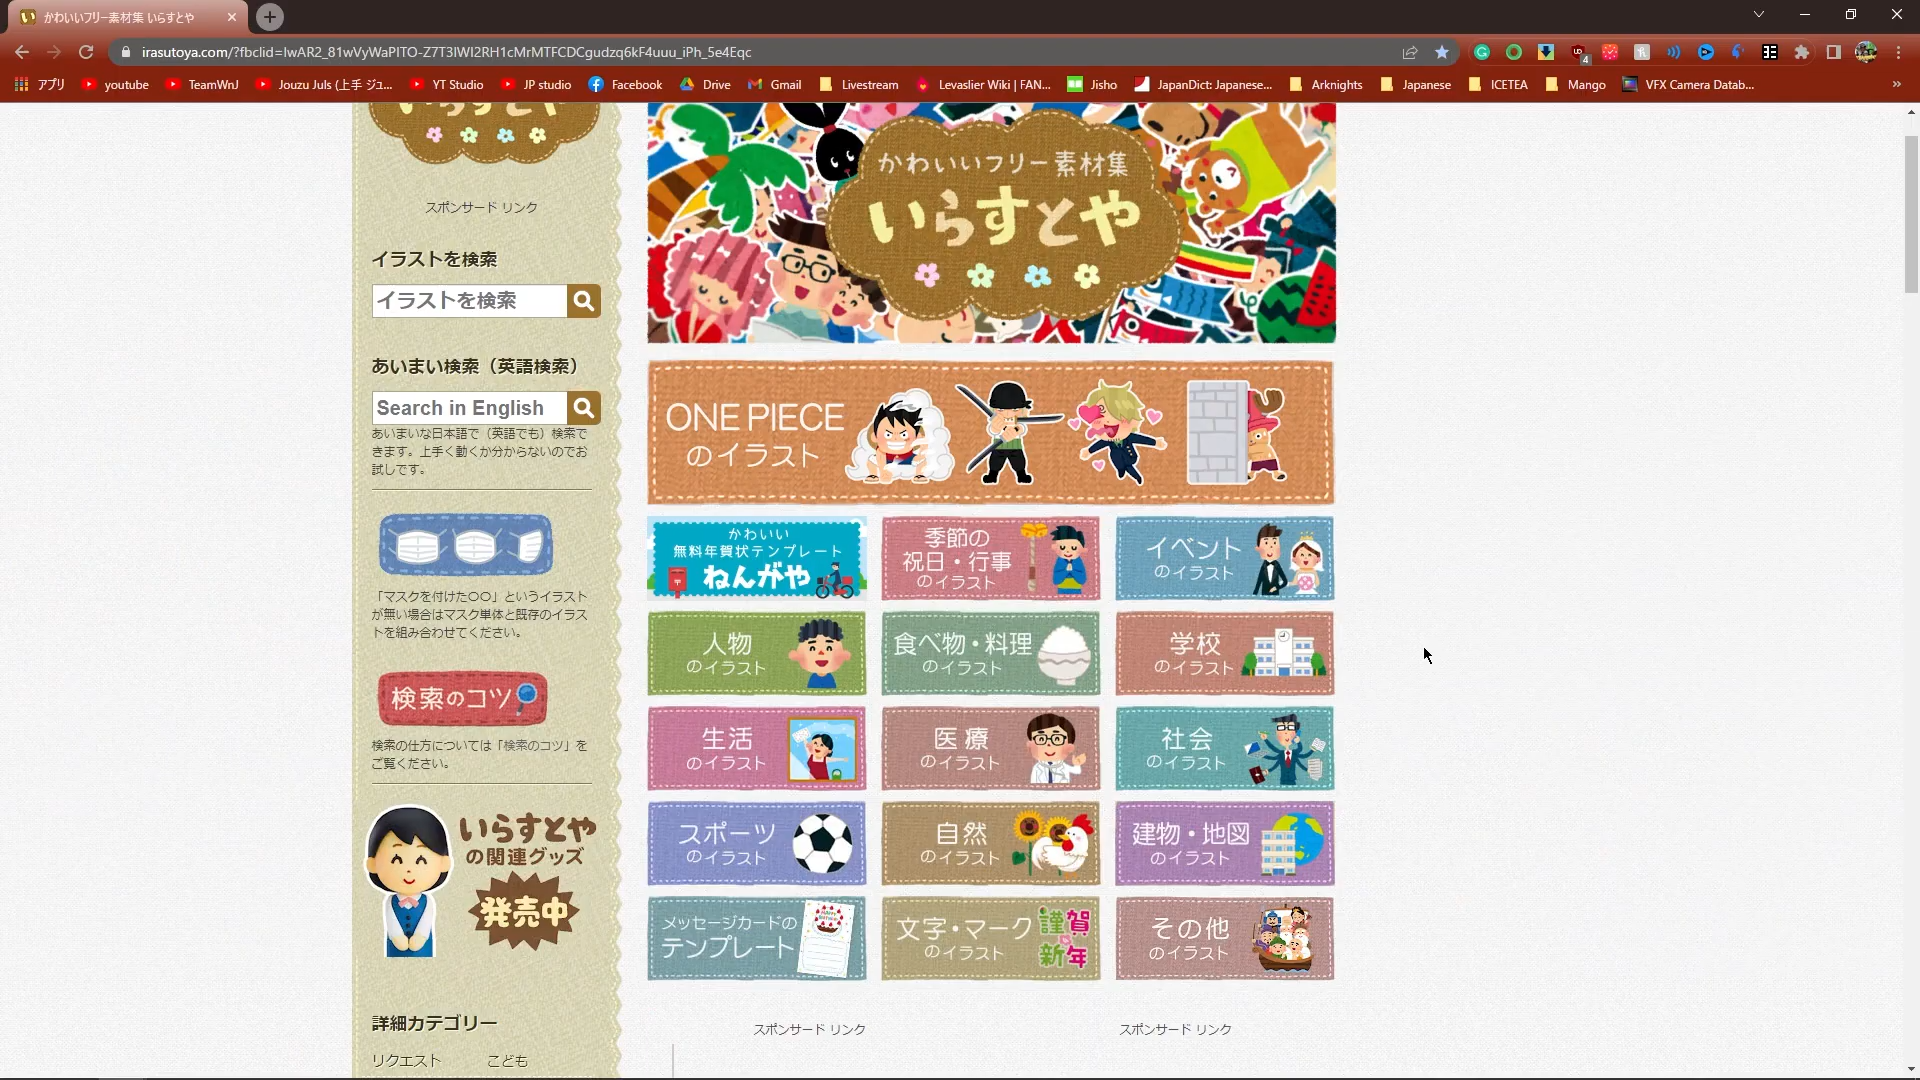 かわいいフリー素材集 いらすとや
irasutoya.com/?fbclid=IwAR2_81wVyWaPITO-Z7T3IWI2RH1cMrMTFCDCgudzq6kF4uuu_iPh_5e4Eqc
4
アプリ youtube TeamWnJ Jouzu Juls (上手 ジュ... YT Studio JP studio Facebook Drive Gmail Livestream Levaslier Wiki | FAN... Jisho JapanDict: Japanese... Arknights Japanese ICETEA Mango VFX Camera Datab...
いらすとや
スポンサード リンク
イラストを検索
イラストを検索
あいまい検索（英語検索）
Search in English
あいまいな日本語で（英語でも）検索で
きます。上手く動くか分からないのでお
試しです。
「マスクを付けた○○」というイラスト
が無い場合はマスク単体と既存のイラス
トを組み合わせてください。
検索のコツ
検索の仕方については「検索のコツ」を
ご覧ください。
いらすとや
の関連グッズ
発売中
詳細カテゴリー
リクエスト こども
かわいいフリー素材集
いらすとや
ONE PIECE
のイラスト
かわいい
無料年賀状テンプレート
ねんがや
季節の
祝日・行事
のイラスト
イベント
のイラスト
人物
のイラスト
食べ物・料理
のイラスト
学校
のイラスト
生活
のイラスト
医療
のイラスト
社会
のイラスト
スポーツ
のイラスト
自然
のイラスト
建物・地図
のイラスト
メッセージカードの
テンプレート
文字・マーク
のイラスト
謹賀
新年
その他
のイラスト
スポンサード リンク スポンサード リンク